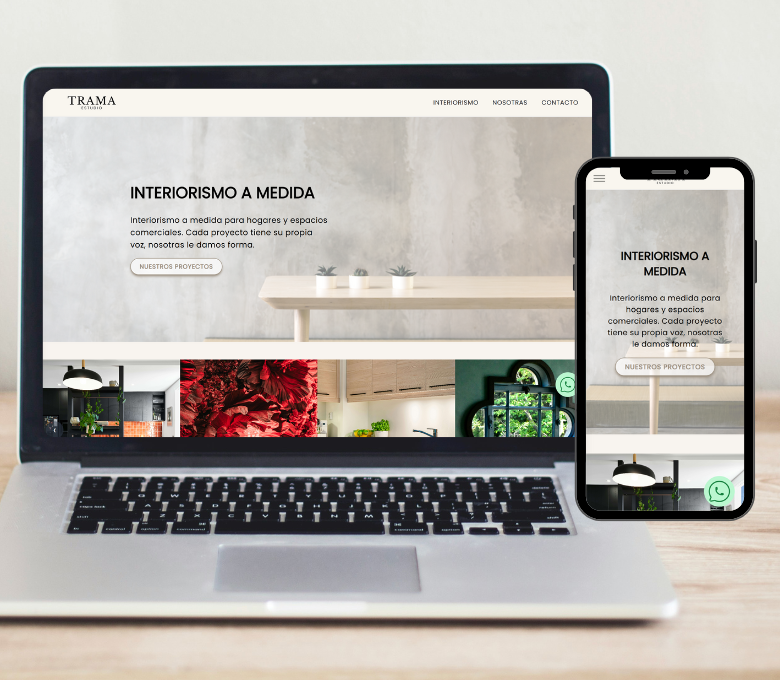 TRAMA
ESTUDIO
INTERIORISMO NOSOTRAS CONTACTO
INTERIORISMO A MEDIDA
Interiorismo a medida para hogares y espacios
comerciales. Cada proyecto tiene su propia
voz, nosotras le damos forma.
NUESTROS PROYECTOS
ESTUDIO
INTERIORISMO A
MEDIDA
Interiorismo a medida para
hogares y espacios
comerciales. Cada proyecto
tiene su propia voz, nosotras
le damos forma.
NUESTROS PROYECTOS